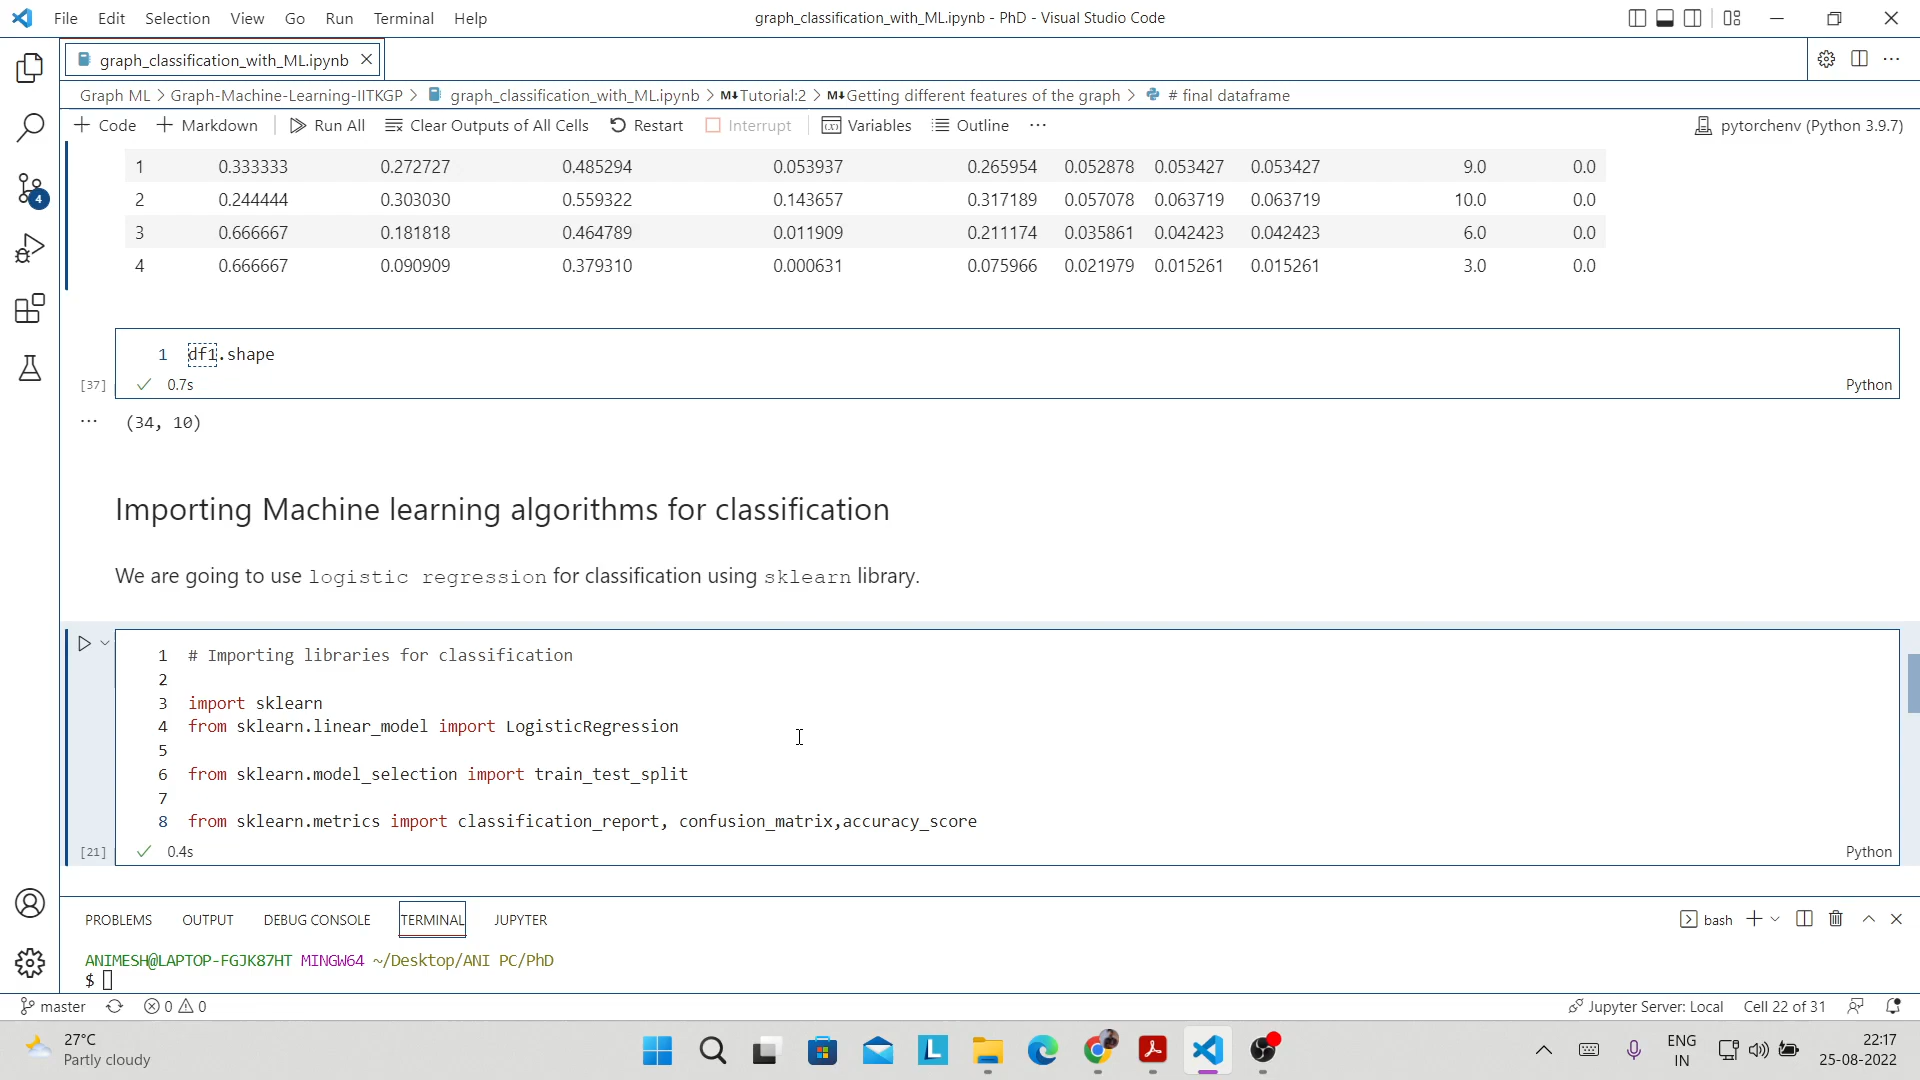 File Edit Selection View Go Run Terminal Help
graph_classification_with_ML.ipynb - PhD - Visual Studio Code
graph_classification_with_ML.ipynb
Graph ML > Graph-Machine-Learning-IITKGP > graph_classification_with_ML.ipynb > M↓Tutorial:2 > M↓Getting different features of the graph > # final dataframe
+ Code + Markdown Run All Clear Outputs of All Cells Restart Interrupt Variables Outline ··· pytorchenv (Python 3.9.7)
1 0.333333 0.272727 0.485294 0.053937 0.265954 0.052878 0.053427 0.053427 9.0 0.0
2 0.244444 0.303030 0.559322 0.143657 0.317189 0.057078 0.063719 0.063719 10.0 0.0
3 0.666667 0.181818 0.464789 0.011909 0.211174 0.035861 0.042423 0.042423 6.0 0.0
4 0.666667 0.090909 0.379310 0.000631 0.075966 0.021979 0.015261 0.015261 3.0 0.0
4
1 df1.shape
[37] 0.7s Python
··· (34, 10)
Importing Machine learning algorithms for classification
We are going to use logistic regression for classification using sklearn library.
1 # Importing libraries for classification
2
3 import sklearn
4 from sklearn.linear_model import LogisticRegression
5
6 from sklearn.model_selection import train_test_split
7
8 from sklearn.metrics import classification_report, confusion_matrix,accuracy_score
[21] 0.4s Python
PROBLEMS OUTPUT DEBUG CONSOLE TERMINAL JUPYTER bash
ANIMESH@LAPTOP-FGJK87HT MINGW64 ~/Desktop/ANI PC/PhD
$
master 0 0 Jupyter Server: Local Cell 22 of 31
27°C
Partly cloudy
L
ENG
IN
22:17
25-08-2022